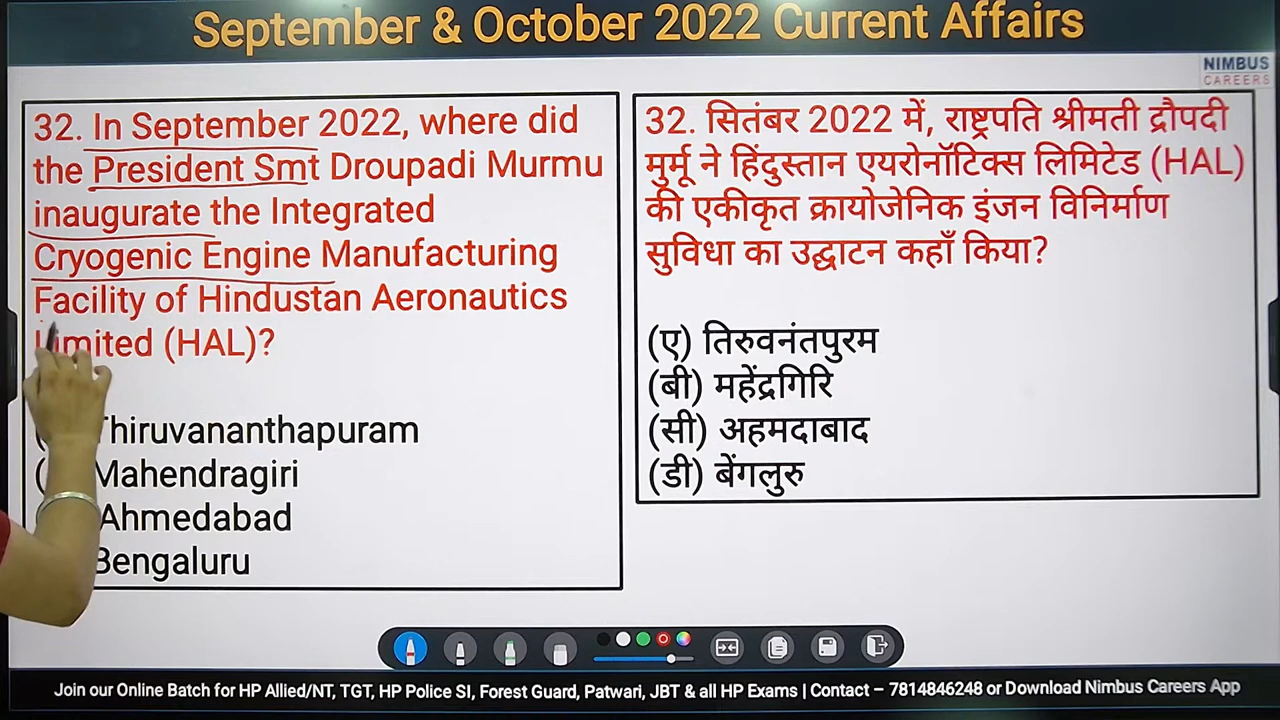 September & October 2022 Current Affairs
NIMBUS
CAREERS
32. In September 2022, where did
the President Smt Droupadi Murmu
inaugurate the Integrated
Cryogenic Engine Manufacturing
Facility of Hindustan Aeronautics
Limited (HAL)?
Thiruvananthapuram
Mahendragiri
Ahmedabad
Bengaluru
32. सितंबर 2022 में, राष्ट्रपति श्रीमती द्रौपदी
मुर्मू ने हिंदुस्तान एयरोनॉटिक्स लिमिटेड (HAL)
की एकीकृत क्रायोजेनिक इंजन विनिर्माण
सुविधा का उद्घाटन कहाँ किया?
(ए) तिरुवनंतपुरम
(बी) महेंद्रगिरि
(सी) अहमदाबाद
(डी) बेंगलुरु
Join our Online Batch for HP Allied/NT, TGT, HP Police SI, Forest Guard, Patwari, JBT & all HP Exams | Contact – 7814846248 or Download Nimbus Careers App